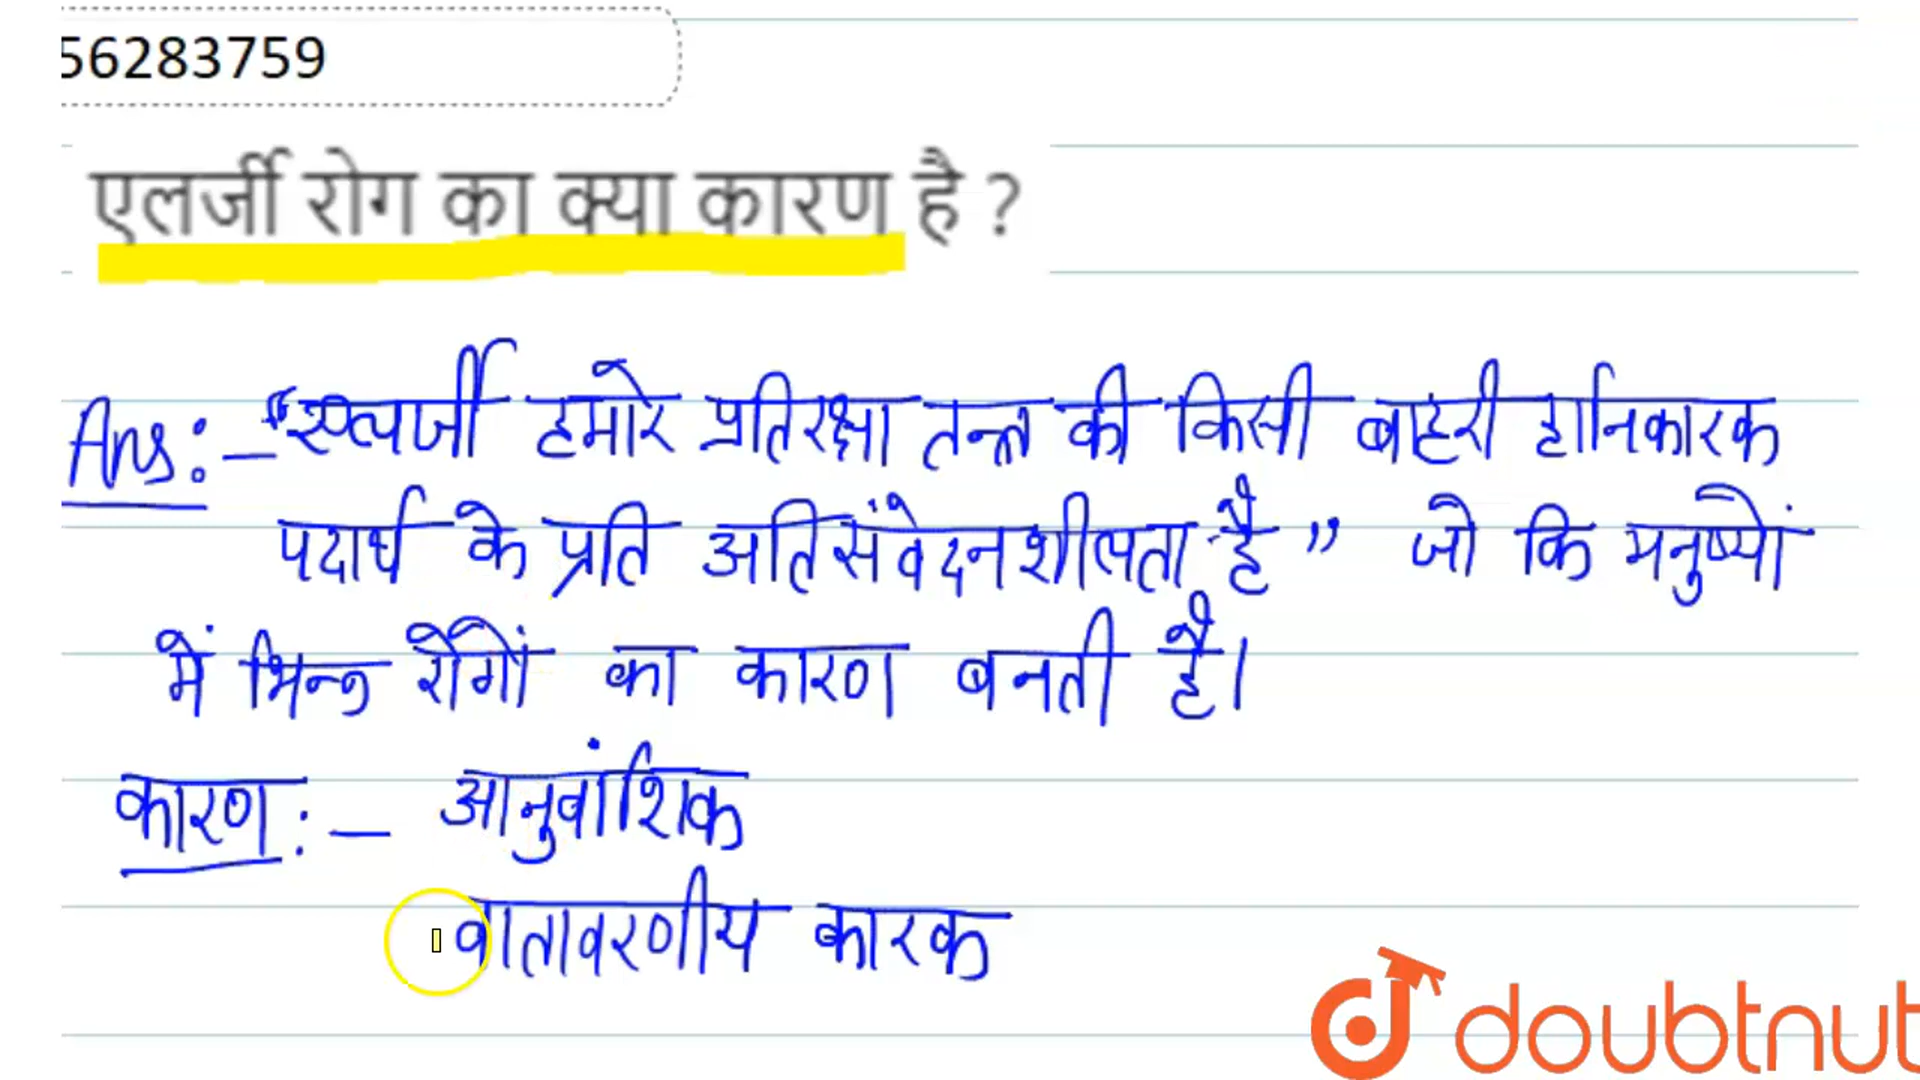 56283759
एलर्जी रोग का क्या कारण है ?
Ans:- "एलर्जी हमारे प्रतिरक्षा तन्त्र की किसी बाहरी हानिकारक
पदार्थ के प्रति अतिसंवेदनशीलता है" जो कि मनुष्यों
में भिन्न रोगों का कारण बनती है।
कारण:- आनुवांशिक
वातावरणीय कारक
doubtnut